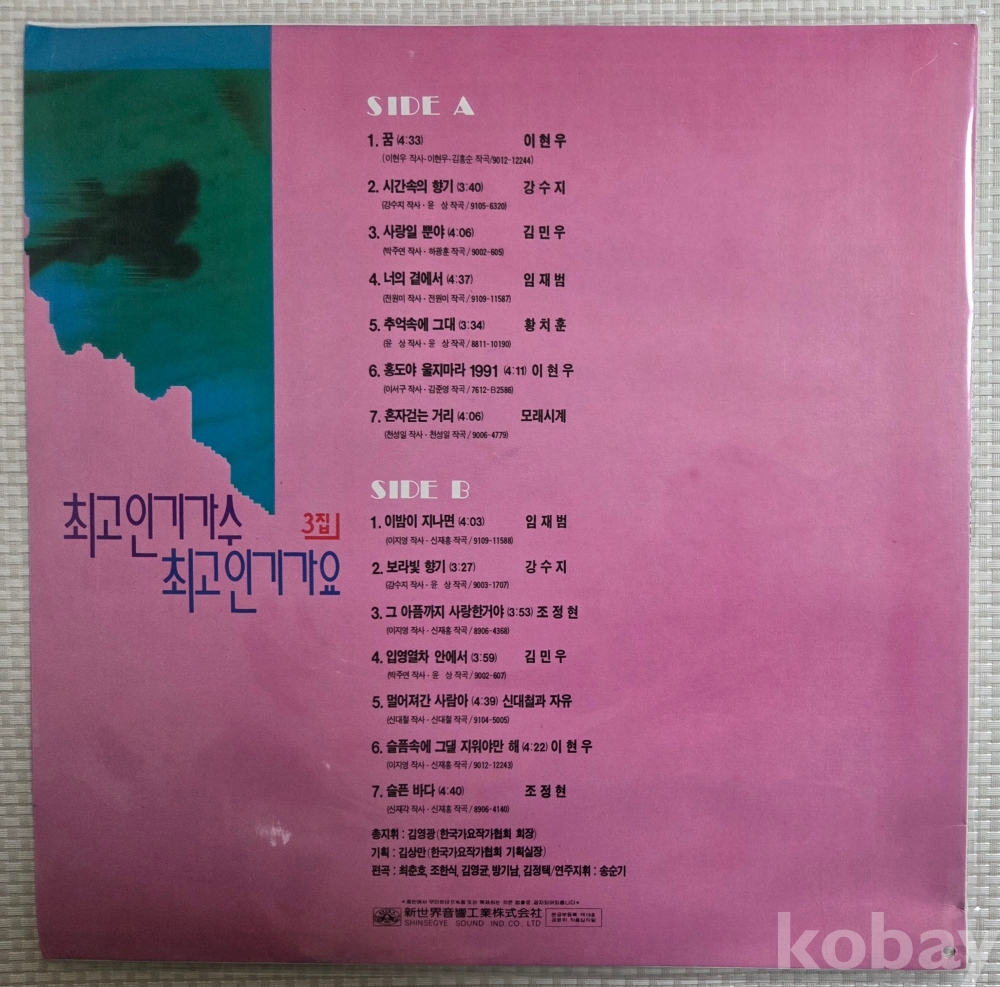 최고인기가수 3집
최고인기가요
SIDE A
1. 꿈 (4:33) 이현우
(이현우 작사·이현우-김홍순 작곡/9012-12244)
2. 시간속의 향기 (3:40) 강수지
(강수지 작사·윤 상 작곡/9105-6320)
3. 사랑일 뿐야 (4:06) 김민우
(박주연 작사·하광훈 작곡/9002-605)
4. 너의 곁에서 (4:37) 임재범
(전원미 작사·전원미 작곡/9109-11587)
5. 추억속에 그대 (3:34) 황치훈
(윤 상 작사·윤 상 작곡/8811-10190)
6. 홍도야 울지마라 1991 (4:11) 이현우
(이서구 작사·김준영 작곡/7612-B2586)
7. 혼자걷는 거리 (4:06) 모래시계
(천성일 작사·천성일 작곡/9006-4779)
SIDE B
1. 이밤이 지나면 (4:03) 임재범
(이지영 작사·신재홍 작곡/9109-11588)
2. 보라빛 향기 (3:27) 강수지
(강수지 작사·윤 상 작곡/9003-1707)
3. 그 아픔까지 사랑한거야 (3:53) 조정현
(이지영 작사·신재홍 작곡/8906-4368)
4. 입영열차 안에서 (3:59) 김민우
(박주연 작사·윤 상 작곡/9002-607)
5. 멀어져간 사람아 (4:39) 신대철과 자유
(신대철 작사·신대철 작곡/9104-5005)
6. 슬픔속에 그댈 지워야만 해 (4:22) 이현우
(이지영 작사·신재홍 작곡/9012-12243)
7. 슬픈 바다 (4:40) 조정현
(신재각 작사·신재홍 작곡/8906-4140)
총지휘 : 김영광(한국가요작가협회 회장)
기획 : 김상만(한국가요작가협회 기획실장)
편곡 : 최춘호, 조한식, 김영균, 방기남, 김정택/연주지휘 : 송순기
新世界音響工業株式会社
SHINSEGYE SOUND IND CO., LTD
kobay